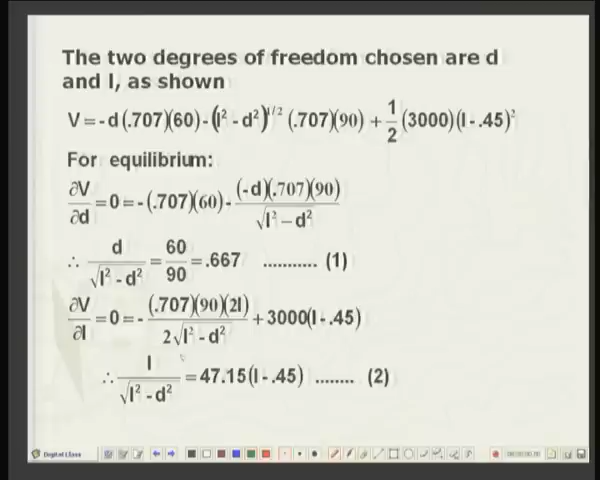 The two degrees of freedom chosen are d
and l, as shown
V = - d (.707)(60) - (l² - d²)^1/2 (.707)(90) + 1/2 (3000)(l - .45)²
For equilibrium:
∂V/∂d = 0 = - (.707)(60) - (-d)(.707)(90)/√l² – d²
∴ d/√l² - d² = 60/90 = .667 ........... (1)
∂V/∂l = 0 = - (.707)(90)(2l)/2√l² - d² + 3000(l - .45)
∴ l/√l² - d² = 47.15(l - .45) ........ (2)
Digital Class